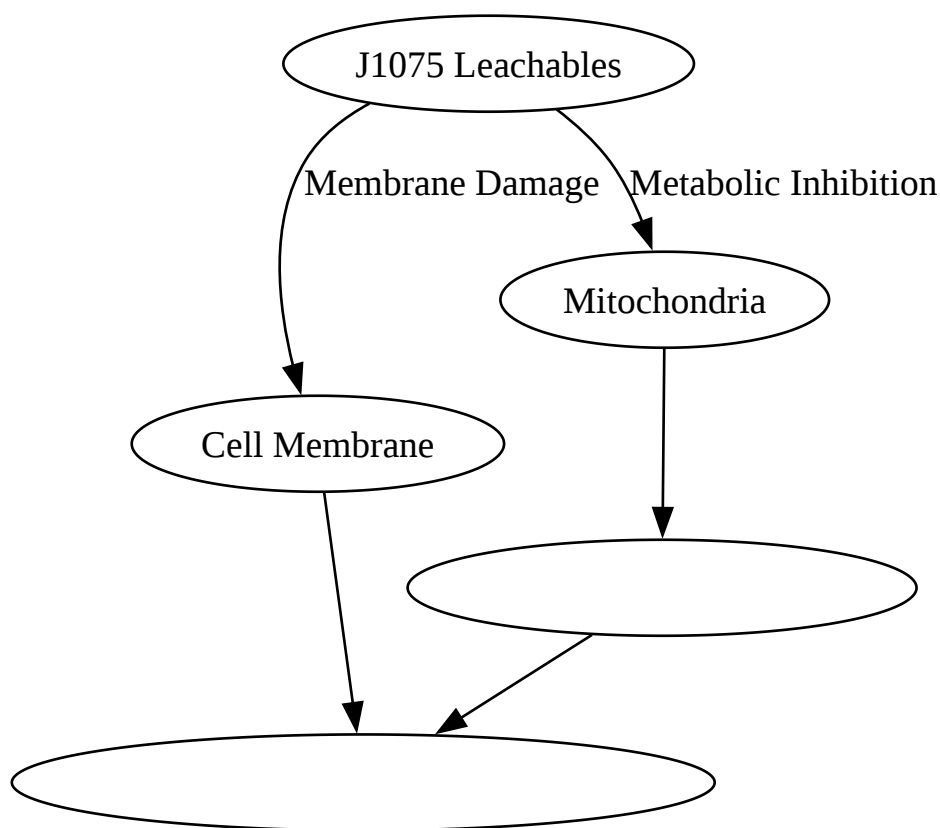 J1075 Leachables
Membrane Damage
Metabolic Inhibition
Mitochondria
Cell Membrane